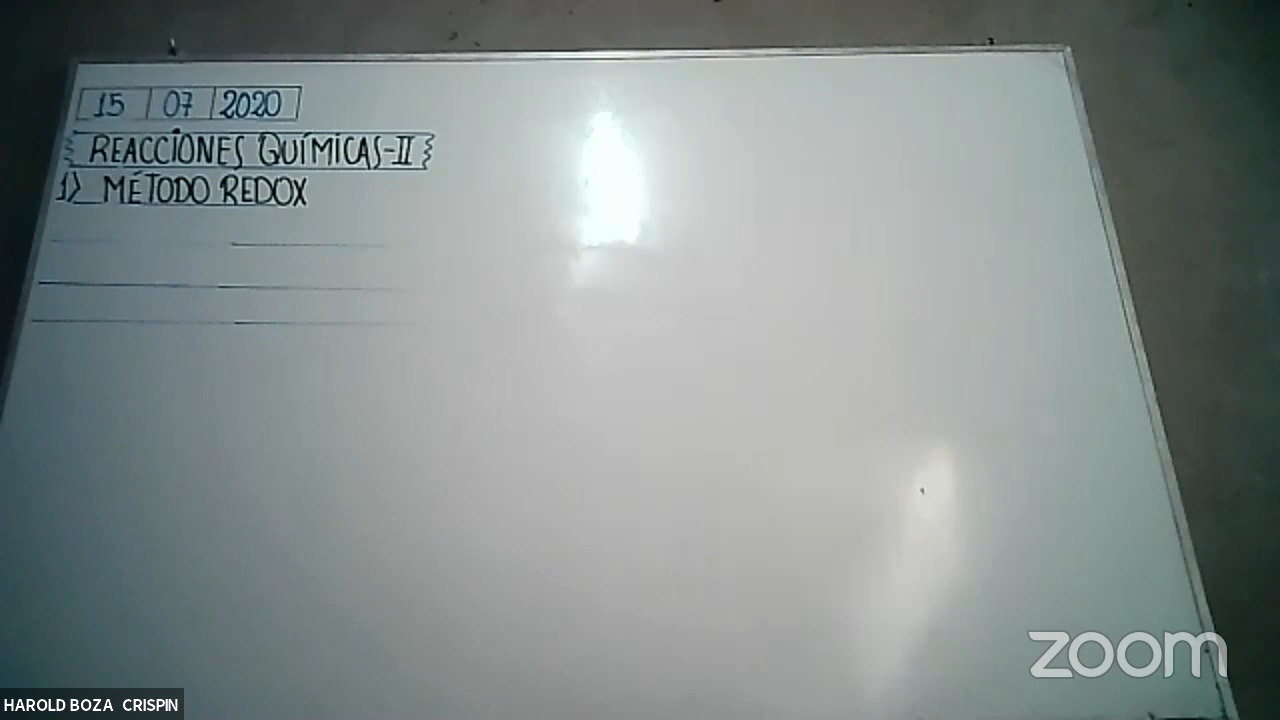 15 07 2020
REACCIONES QUÍMICAS-II
1) MÉTODO REDOX
zoom
HAROLD BOZA CRISPIN